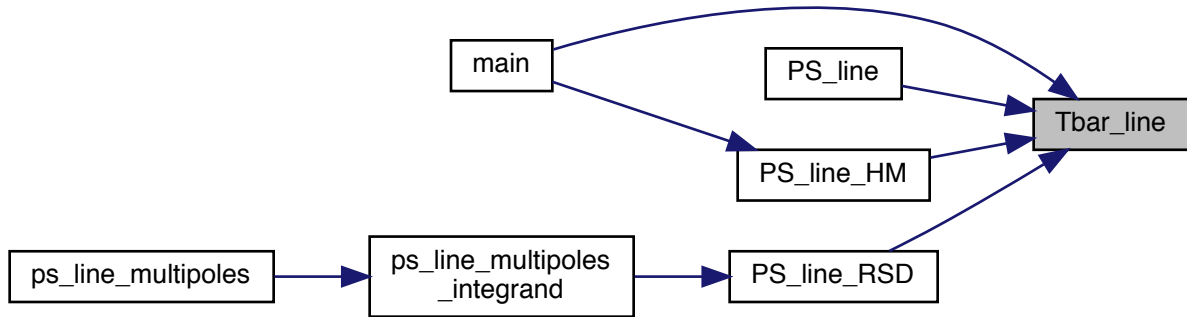 main
PS_line
Tbar_line
PS_line_HM
ps_line_multipoles
ps_line_multipoles
_integrand
PS_line_RSD